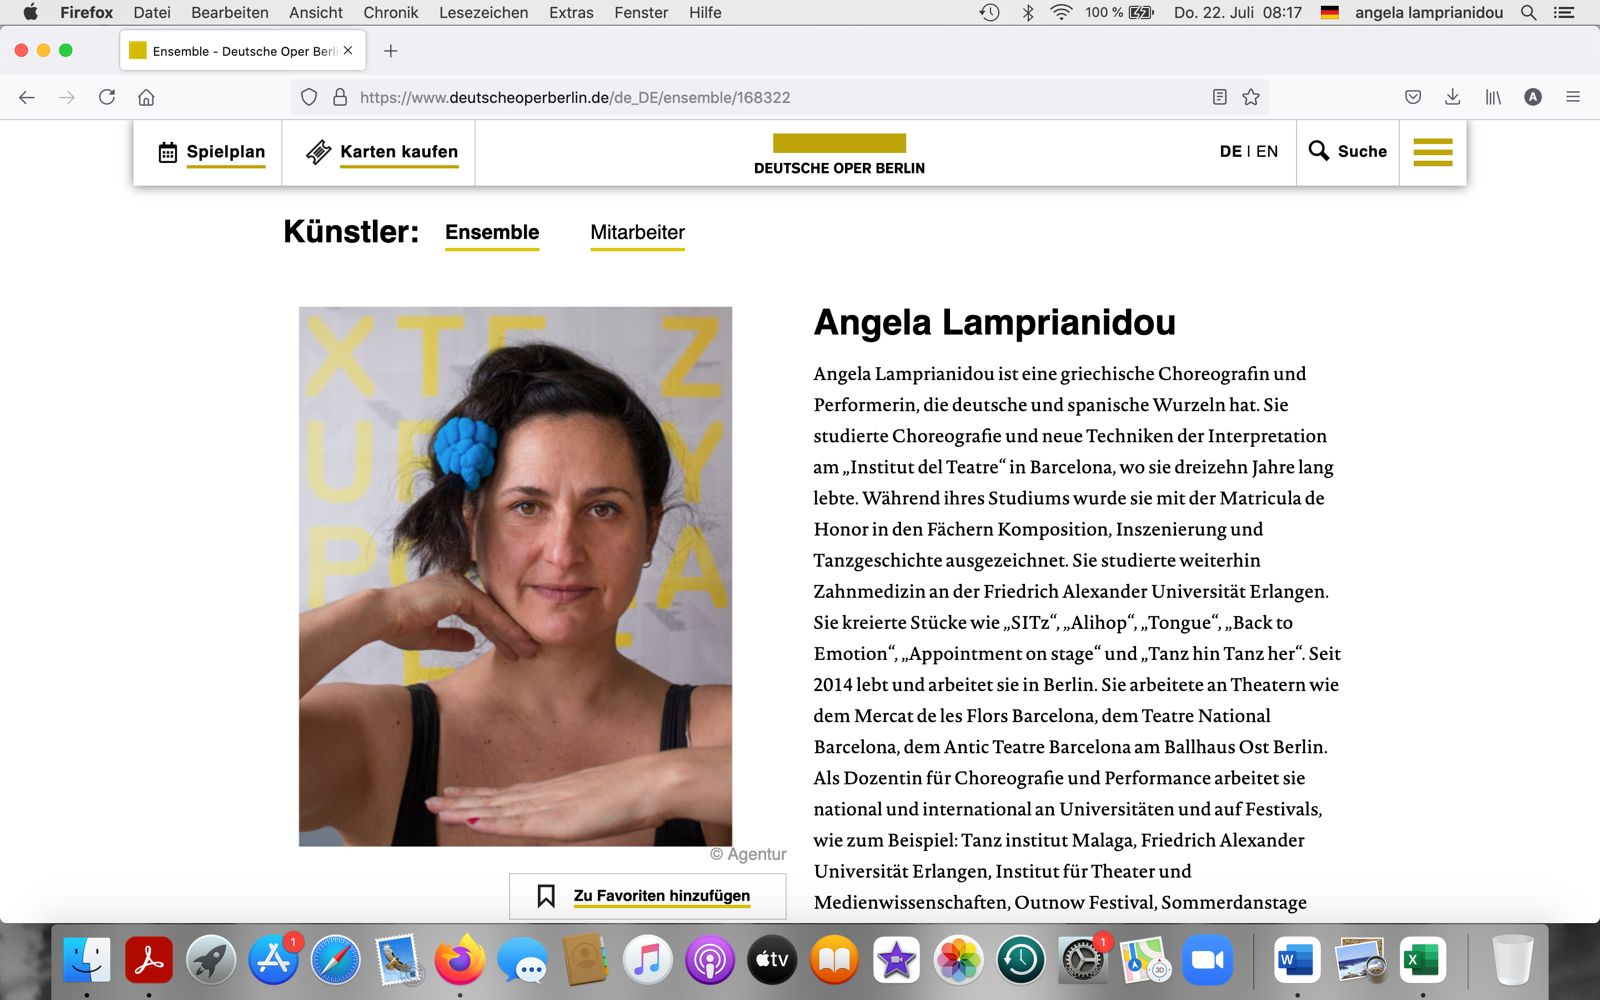 Firefox Datei Bearbeiten Ansicht Chronik Lesezeichen Extras Fenster Hilfe 100 % Do. 22. Juli 08:17 angela lamprianidou
Ensemble - Deutsche Oper Berli
https://www.deutscheoperberlin.de/de_DE/ensemble/168322
A
Spielplan Karten kaufen DE | EN Suche
DEUTSCHE OPER BERLIN
Künstler: Ensemble Mitarbeiter
Angela Lamprianidou
Angela Lamprianidou ist eine griechische Choreografin und
Performerin, die deutsche und spanische Wurzeln hat. Sie
studierte Choreografie und neue Techniken der Interpretation
am „Institut del Teatre“ in Barcelona, wo sie dreizehn Jahre lang
lebte. Während ihres Studiums wurde sie mit der Matricula de
Honor in den Fächern Komposition, Inszenierung und
Tanzgeschichte ausgezeichnet. Sie studierte weiterhin
Zahnmedizin an der Friedrich Alexander Universität Erlangen.
Sie kreierte Stücke wie „SITz“, „Alihop“, „Tongue“, „Back to
Emotion“, „Appointment on stage“ und „Tanz hin Tanz her“. Seit
2014 lebt und arbeitet sie in Berlin. Sie arbeitete an Theatern wie
dem Mercat de les Flors Barcelona, dem Teatre National
Barcelona, dem Antic Teatre Barcelona am Ballhaus Ost Berlin.
Als Dozentin für Choreografie und Performance arbeitet sie
national und international an Universitäten und auf Festivals,
wie zum Beispiel: Tanz institut Malaga, Friedrich Alexander
Universität Erlangen, Institut für Theater und
Medienwissenschaften, Outnow Festival, Sommerdanstage
© Agentur
Zu Favoriten hinzufügen
1
tv
1
W
X